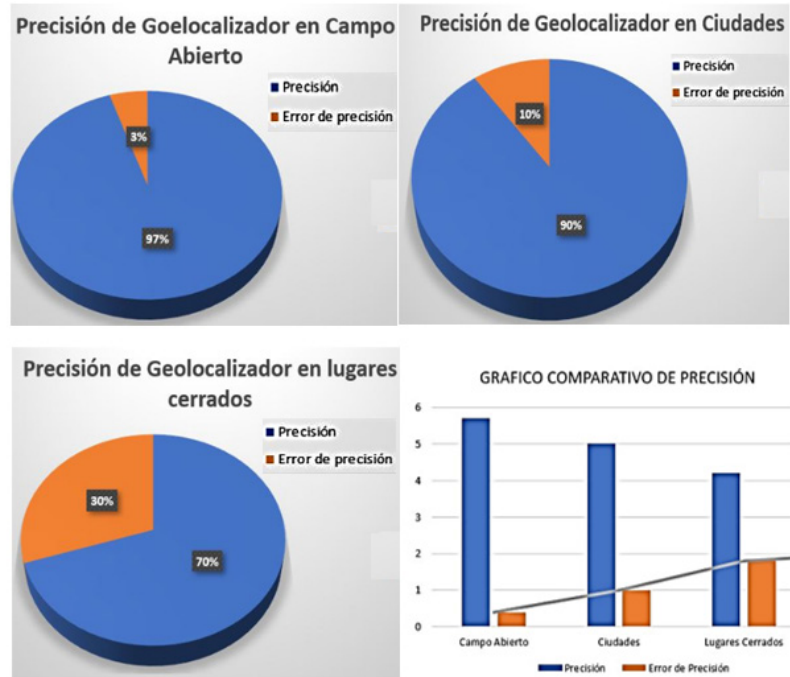 Precisión de Goelocalizador en Campo
Abierto
Precisión
Error de precisión
3%
97%
Precisión de Geolocalizador en Ciudades
Precisión
Error de precisión
10%
90%
Precisión de Geolocalizador en lugares
cerrados
Precisión
Error de precisión
30%
70%
GRAFICO COMPARATIVO DE PRECISIÓN
6
5
4
3
2
1
0
Campo Abierto
Ciudades
Lugares Cerrados
Precisión
Error de Precisión